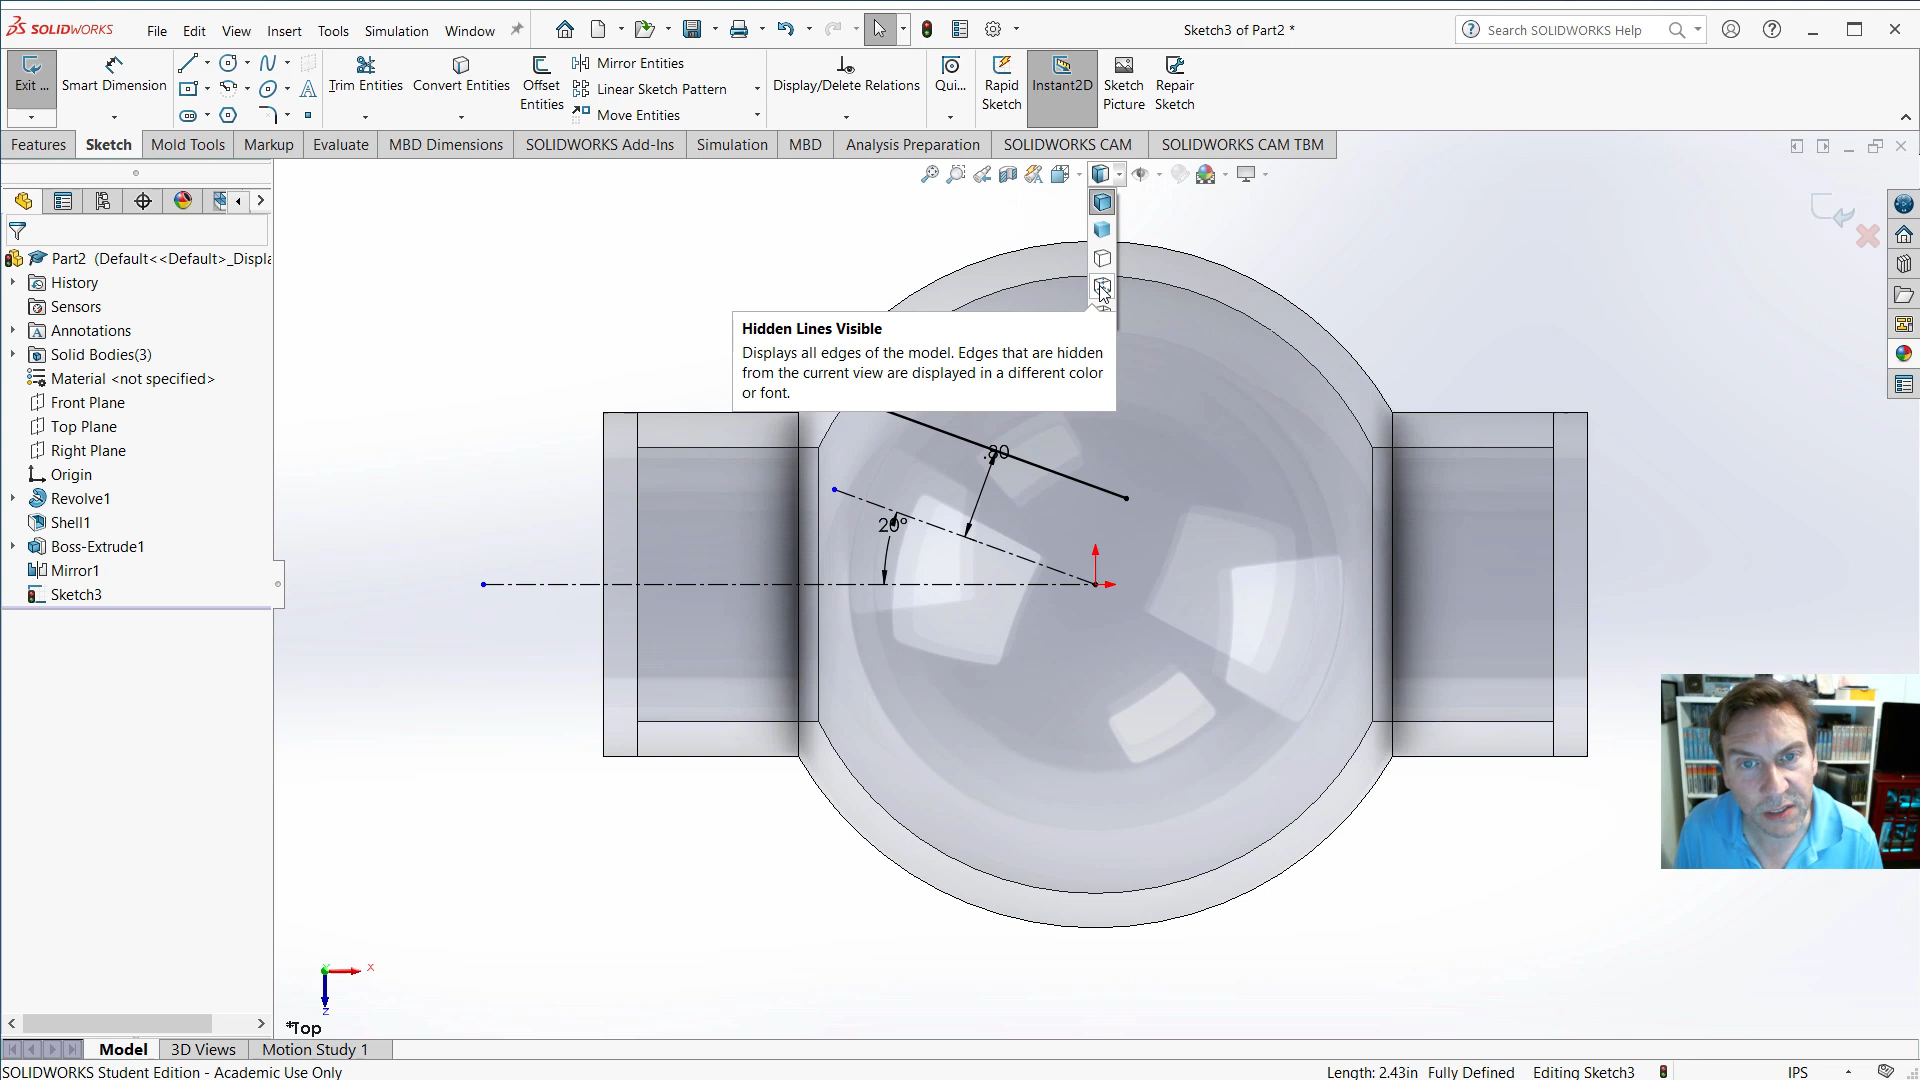 SOLIDWORKS
File Edit View Insert Tools Simulation Window
Sketch3 of Part2 *
Search SOLIDWORKS Help
Exit ...
Smart Dimension
Trim Entities
Convert Entities
Offset Entities
Mirror Entities
Linear Sketch Pattern
Move Entities
Display/Delete Relations
Qui...
Rapid Sketch
Instant2D
Sketch Picture
Repair Sketch
Features Sketch Mold Tools Markup Evaluate MBD Dimensions SOLIDWORKS Add-Ins Simulation MBD Analysis Preparation SOLIDWORKS CAM SOLIDWORKS CAM TBM
Part2 (Default<<Default>_Displa
History
Sensors
Annotations
Solid Bodies(3)
Material <not specified>
Front Plane
Top Plane
Right Plane
Origin
Revolve1
Shell1
Boss-Extrude1
Mirror1
Sketch3
Hidden Lines Visible
Displays all edges of the model. Edges that are hidden
from the current view are displayed in a different color
or font.
.80
20°
X
Z
*Top
Model 3D Views Motion Study 1
SOLIDWORKS Student Edition - Academic Use Only
Length: 2.43in Fully Defined Editing Sketch3 IPS